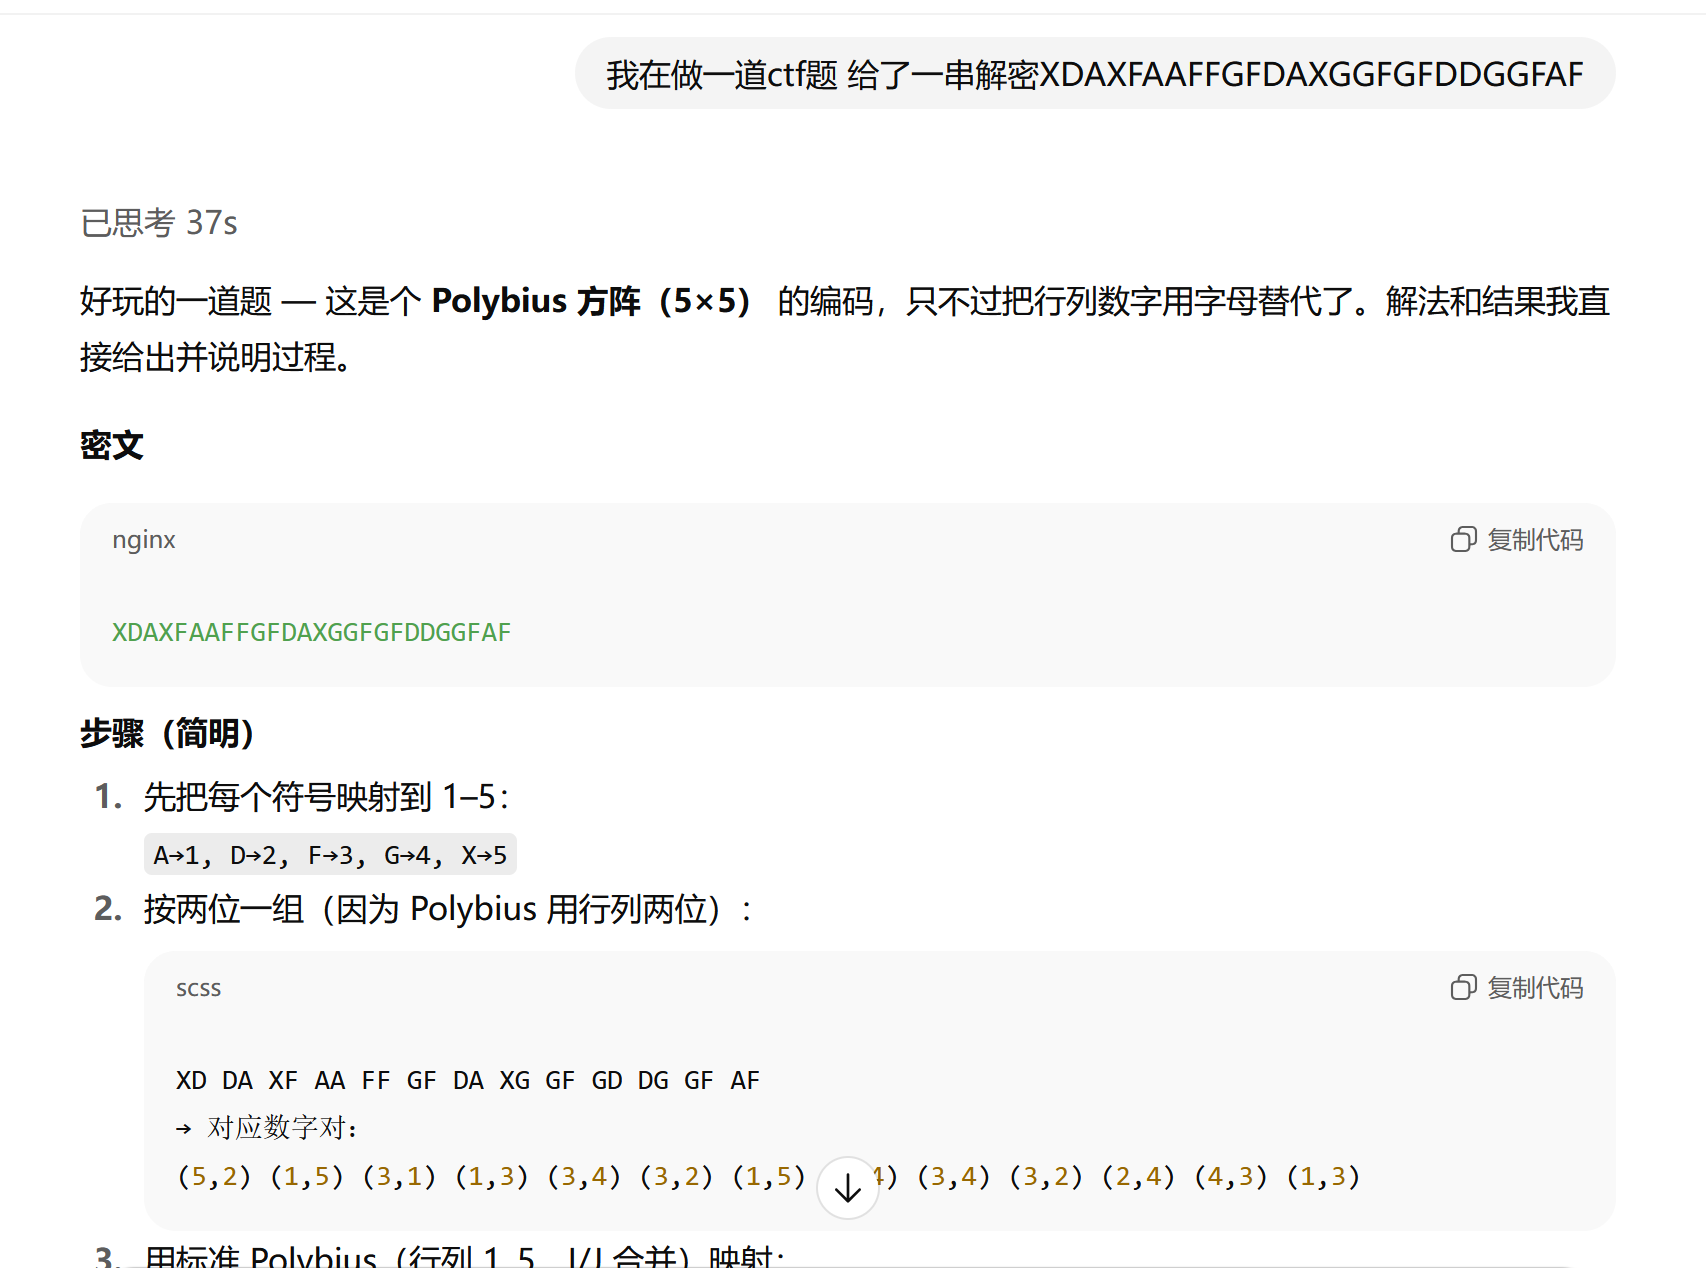 我在做一道ctf题 给了一串解密XDAXFAAFFGFDAXGGFGFDDGGFAF
已思考 37s
好玩的一道题 — 这是个 Polybius 方阵（5×5） 的编码，只不过把行列数字用字母替代了。解法和结果我直
接给出并说明过程。
密文
nginx
复制代码
XDAXFAAFFGFDAXGGFGFDDGGFAF
步骤（简明）
1. 先把每个符号映射到 1–5：
A→1, D→2, F→3, G→4, X→5
2. 按两位一组（因为 Polybius 用行列两位）：
scss
复制代码
XD DA XF AA FF GF DA XG GF GD DG GF AF
→ 对应数字对：
(5,2) (1,5) (3,1) (1,3) (3,4) (3,2) (1,5) 4) (3,4) (3,2) (2,4) (4,3) (1,3)
3. 用标准 Polybius（行列 1..5，I/J 合并）映射：